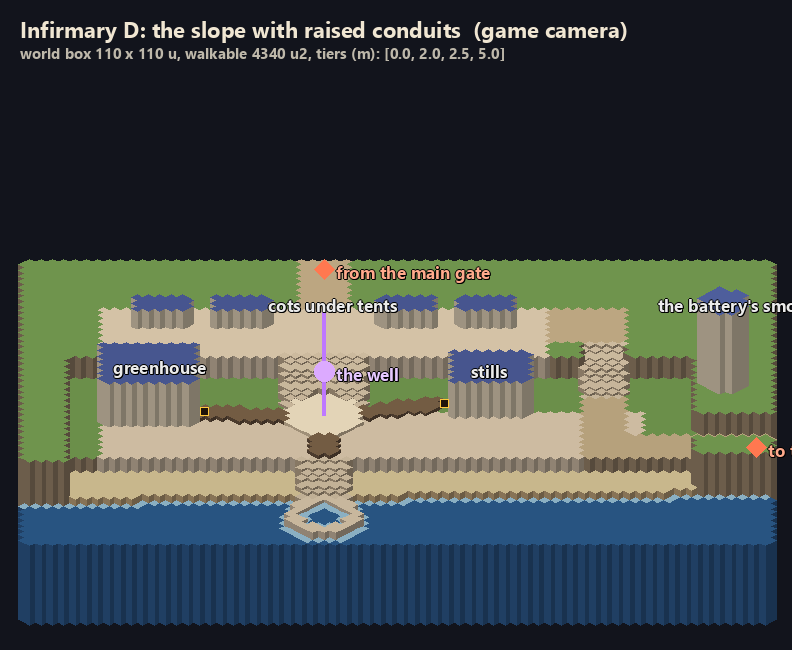 Infirmary D: the slope with raised conduits (game camera)
world box 110 x 110 u, walkable 4340 u2, tiers (m): [0.0, 2.0, 2.5, 5.0]
from the main gate
cots under tents
the battery's
greenhouse
stills
the well
to